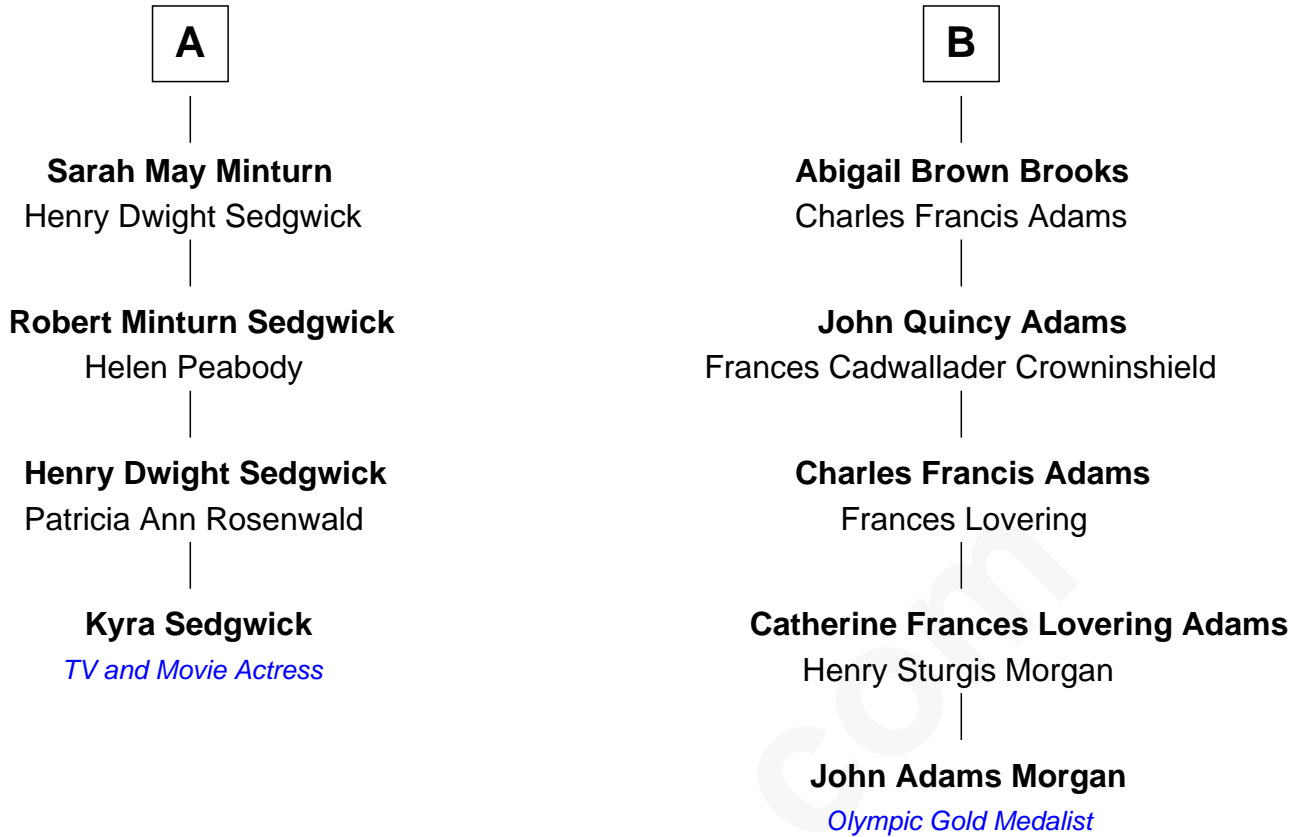 A
Sarah May Minturn
Henry Dwight Sedgwick
Robert Minturn Sedgwick
Helen Peabody
Henry Dwight Sedgwick
Patricia Ann Rosenwald
Kyra Sedgwick
TV and Movie Actress
B
Abigail Brown Brooks
Charles Francis Adams
John Quincy Adams
Frances Cadwallader Crowninshield
Charles Francis Adams
Frances Lovering
Catherine Frances Lovering Adams
Henry Sturgis Morgan
John Adams Morgan
Olympic Gold Medalist
com